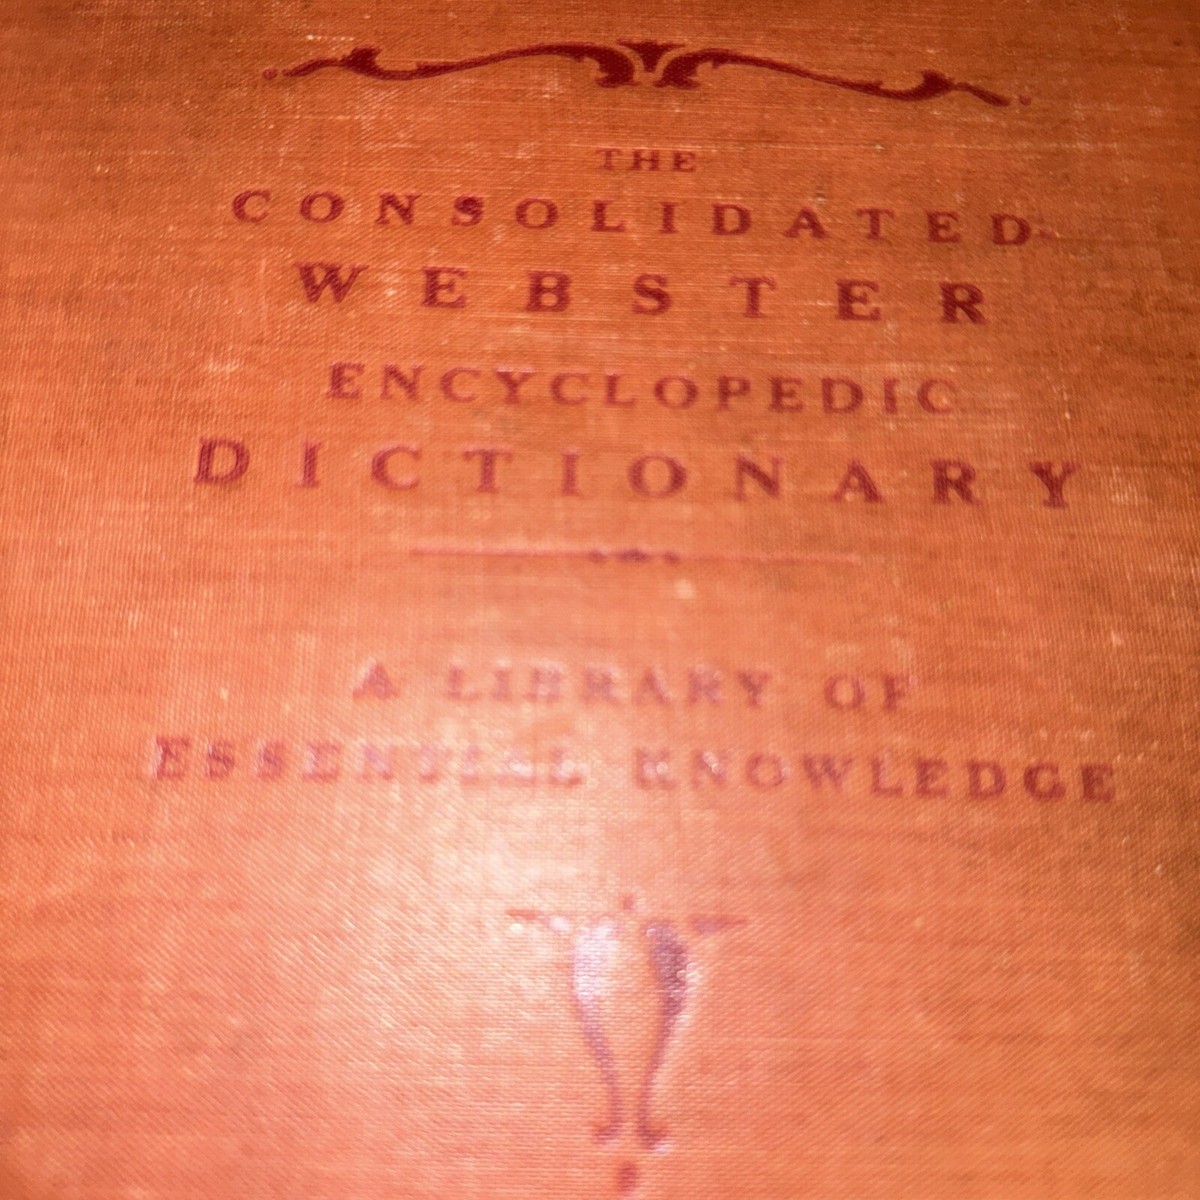 THE
CONSOLIDATED
WEBSTER
ENCYCLOPEDIC
DICTIONARY
A LIBRARY OF
ESSENTIAL KNOWLEDGE